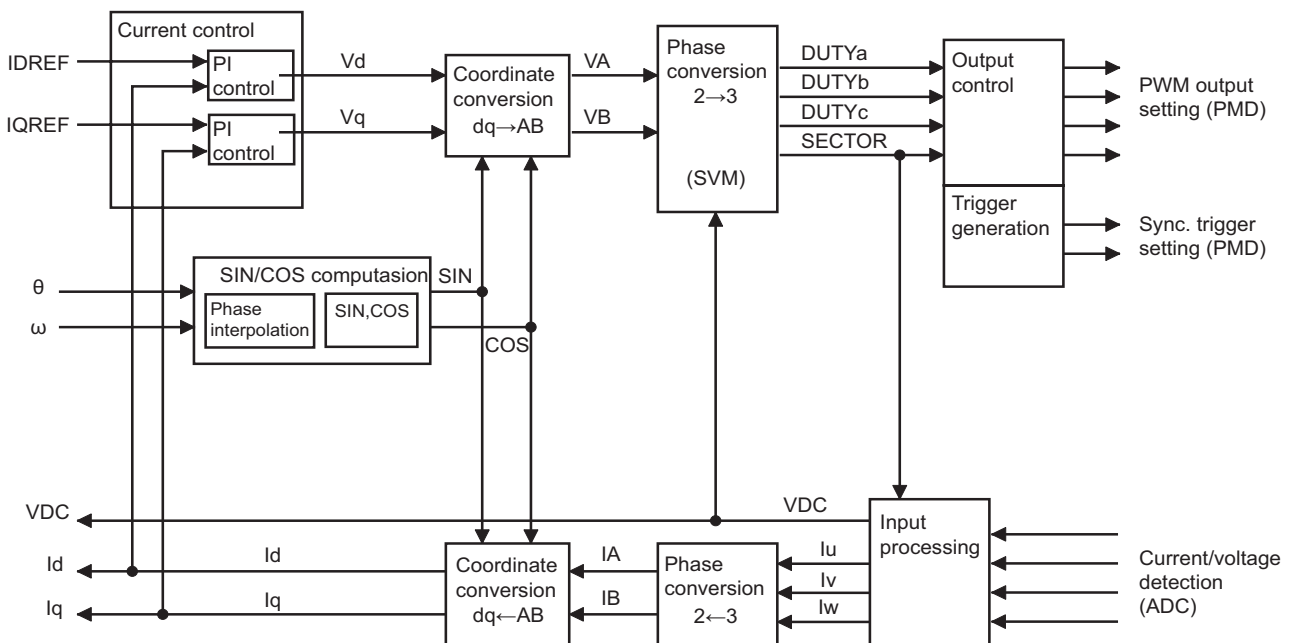 Current control
IDREF
PI
control
Vd
IQREF
PI
control
Vq
Coordinate
conversion
dq→AB
VA
VB
Phase
conversion
2→3
(SVM)
DUTYa
DUTYb
DUTYc
SECTOR
Output
control
PWM output
setting (PMD)
Trigger
generation
Sync. trigger
setting (PMD)
θ
ω
SIN/COS computasion
Phase
interpolation
SIN,COS
SIN
COS
VDC
VDC
Input
processing
Id
Id
Iq
Iq
Coordinate
conversion
dq←AB
IA
IB
Phase
conversion
2←3
Iu
Iv
Iw
Current/voltage
detection
(ADC)